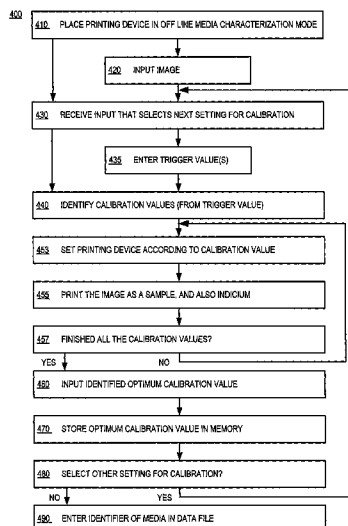 400
410 PLACE PRINTING DEVICE IN OFF LINE MEDIA CHARACTERIZATION MODE
420 INPUT IMAGE
430 RECEIVE INPUT THAT SELECTS NEXT SETTING FOR CALIBRATION
435 ENTER TRIGGER VALUE(S)
440 IDENTIFY CALIBRATION VALUES (FROM TRIGGER VALUE)
453 SET PRINTING DEVICE ACCORDING TO CALIBRATION VALUE
455 PRINT THE IMAGE AS A SAMPLE, AND ALSO INDICIUM
457 FINISHED ALL THE CALIBRATION VALUES?
YES NO
460 INPUT IDENTIFIED OPTIMUM CALIBRATION VALUE
470 STORE OPTIMUM CALIBRATION VALUE IN MEMORY
480 SELECT OTHER SETTING FOR CALIBRATION?
NO YES
490 ENTER IDENTIFIER OF MEDIA IN DATA FILE